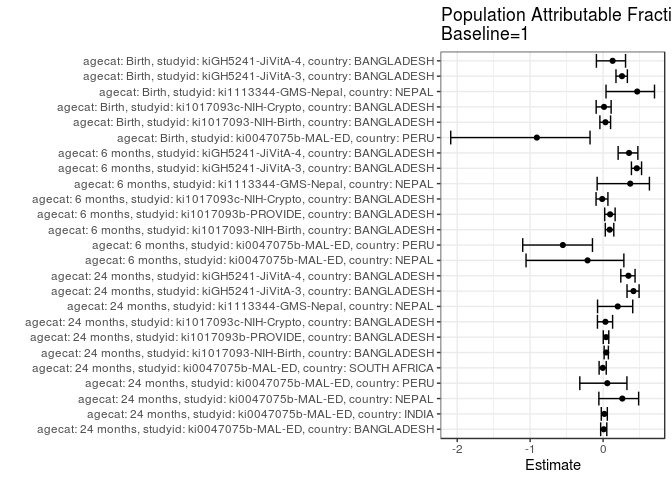 Population Attributable Fracti
Baseline=1
agecat: Birth, studyid: kiGH5241-JiVitA-4, country: BANGLADESH
agecat: Birth, studyid: kiGH5241-JiVitA-3, country: BANGLADESH
agecat: Birth, studyid: ki1113344-GMS-Nepal, country: NEPAL
agecat: Birth, studyid: ki1017093c-NIH-Crypto, country: BANGLADESH
agecat: Birth, studyid: ki1017093-NIH-Birth, country: BANGLADESH
agecat: Birth, studyid: ki0047075b-MAL-ED, country: PERU
agecat: 6 months, studyid: kiGH5241-JiVitA-4, country: BANGLADESH
agecat: 6 months, studyid: kiGH5241-JiVitA-3, country: BANGLADESH
agecat: 6 months, studyid: ki1113344-GMS-Nepal, country: NEPAL
agecat: 6 months, studyid: ki1017093c-NIH-Crypto, country: BANGLADESH
agecat: 6 months, studyid: ki1017093b-PROVIDE, country: BANGLADESH
agecat: 6 months, studyid: ki1017093-NIH-Birth, country: BANGLADESH
agecat: 6 months, studyid: ki0047075b-MAL-ED, country: PERU
agecat: 6 months, studyid: ki0047075b-MAL-ED, country: NEPAL
agecat: 24 months, studyid: kiGH5241-JiVitA-4, country: BANGLADESH
agecat: 24 months, studyid: kiGH5241-JiVitA-3, country: BANGLADESH
agecat: 24 months, studyid: ki1113344-GMS-Nepal, country: NEPAL
agecat: 24 months, studyid: ki1017093c-NIH-Crypto, country: BANGLADESH
agecat: 24 months, studyid: ki1017093b-PROVIDE, country: BANGLADESH
agecat: 24 months, studyid: ki1017093-NIH-Birth, country: BANGLADESH
agecat: 24 months, studyid: ki0047075b-MAL-ED, country: SOUTH AFRICA
agecat: 24 months, studyid: ki0047075b-MAL-ED, country: PERU
agecat: 24 months, studyid: ki0047075b-MAL-ED, country: NEPAL
agecat: 24 months, studyid: ki0047075b-MAL-ED, country: INDIA
agecat: 24 months, studyid: ki0047075b-MAL-ED, country: BANGLADESH
-2 -1 0
Estimate